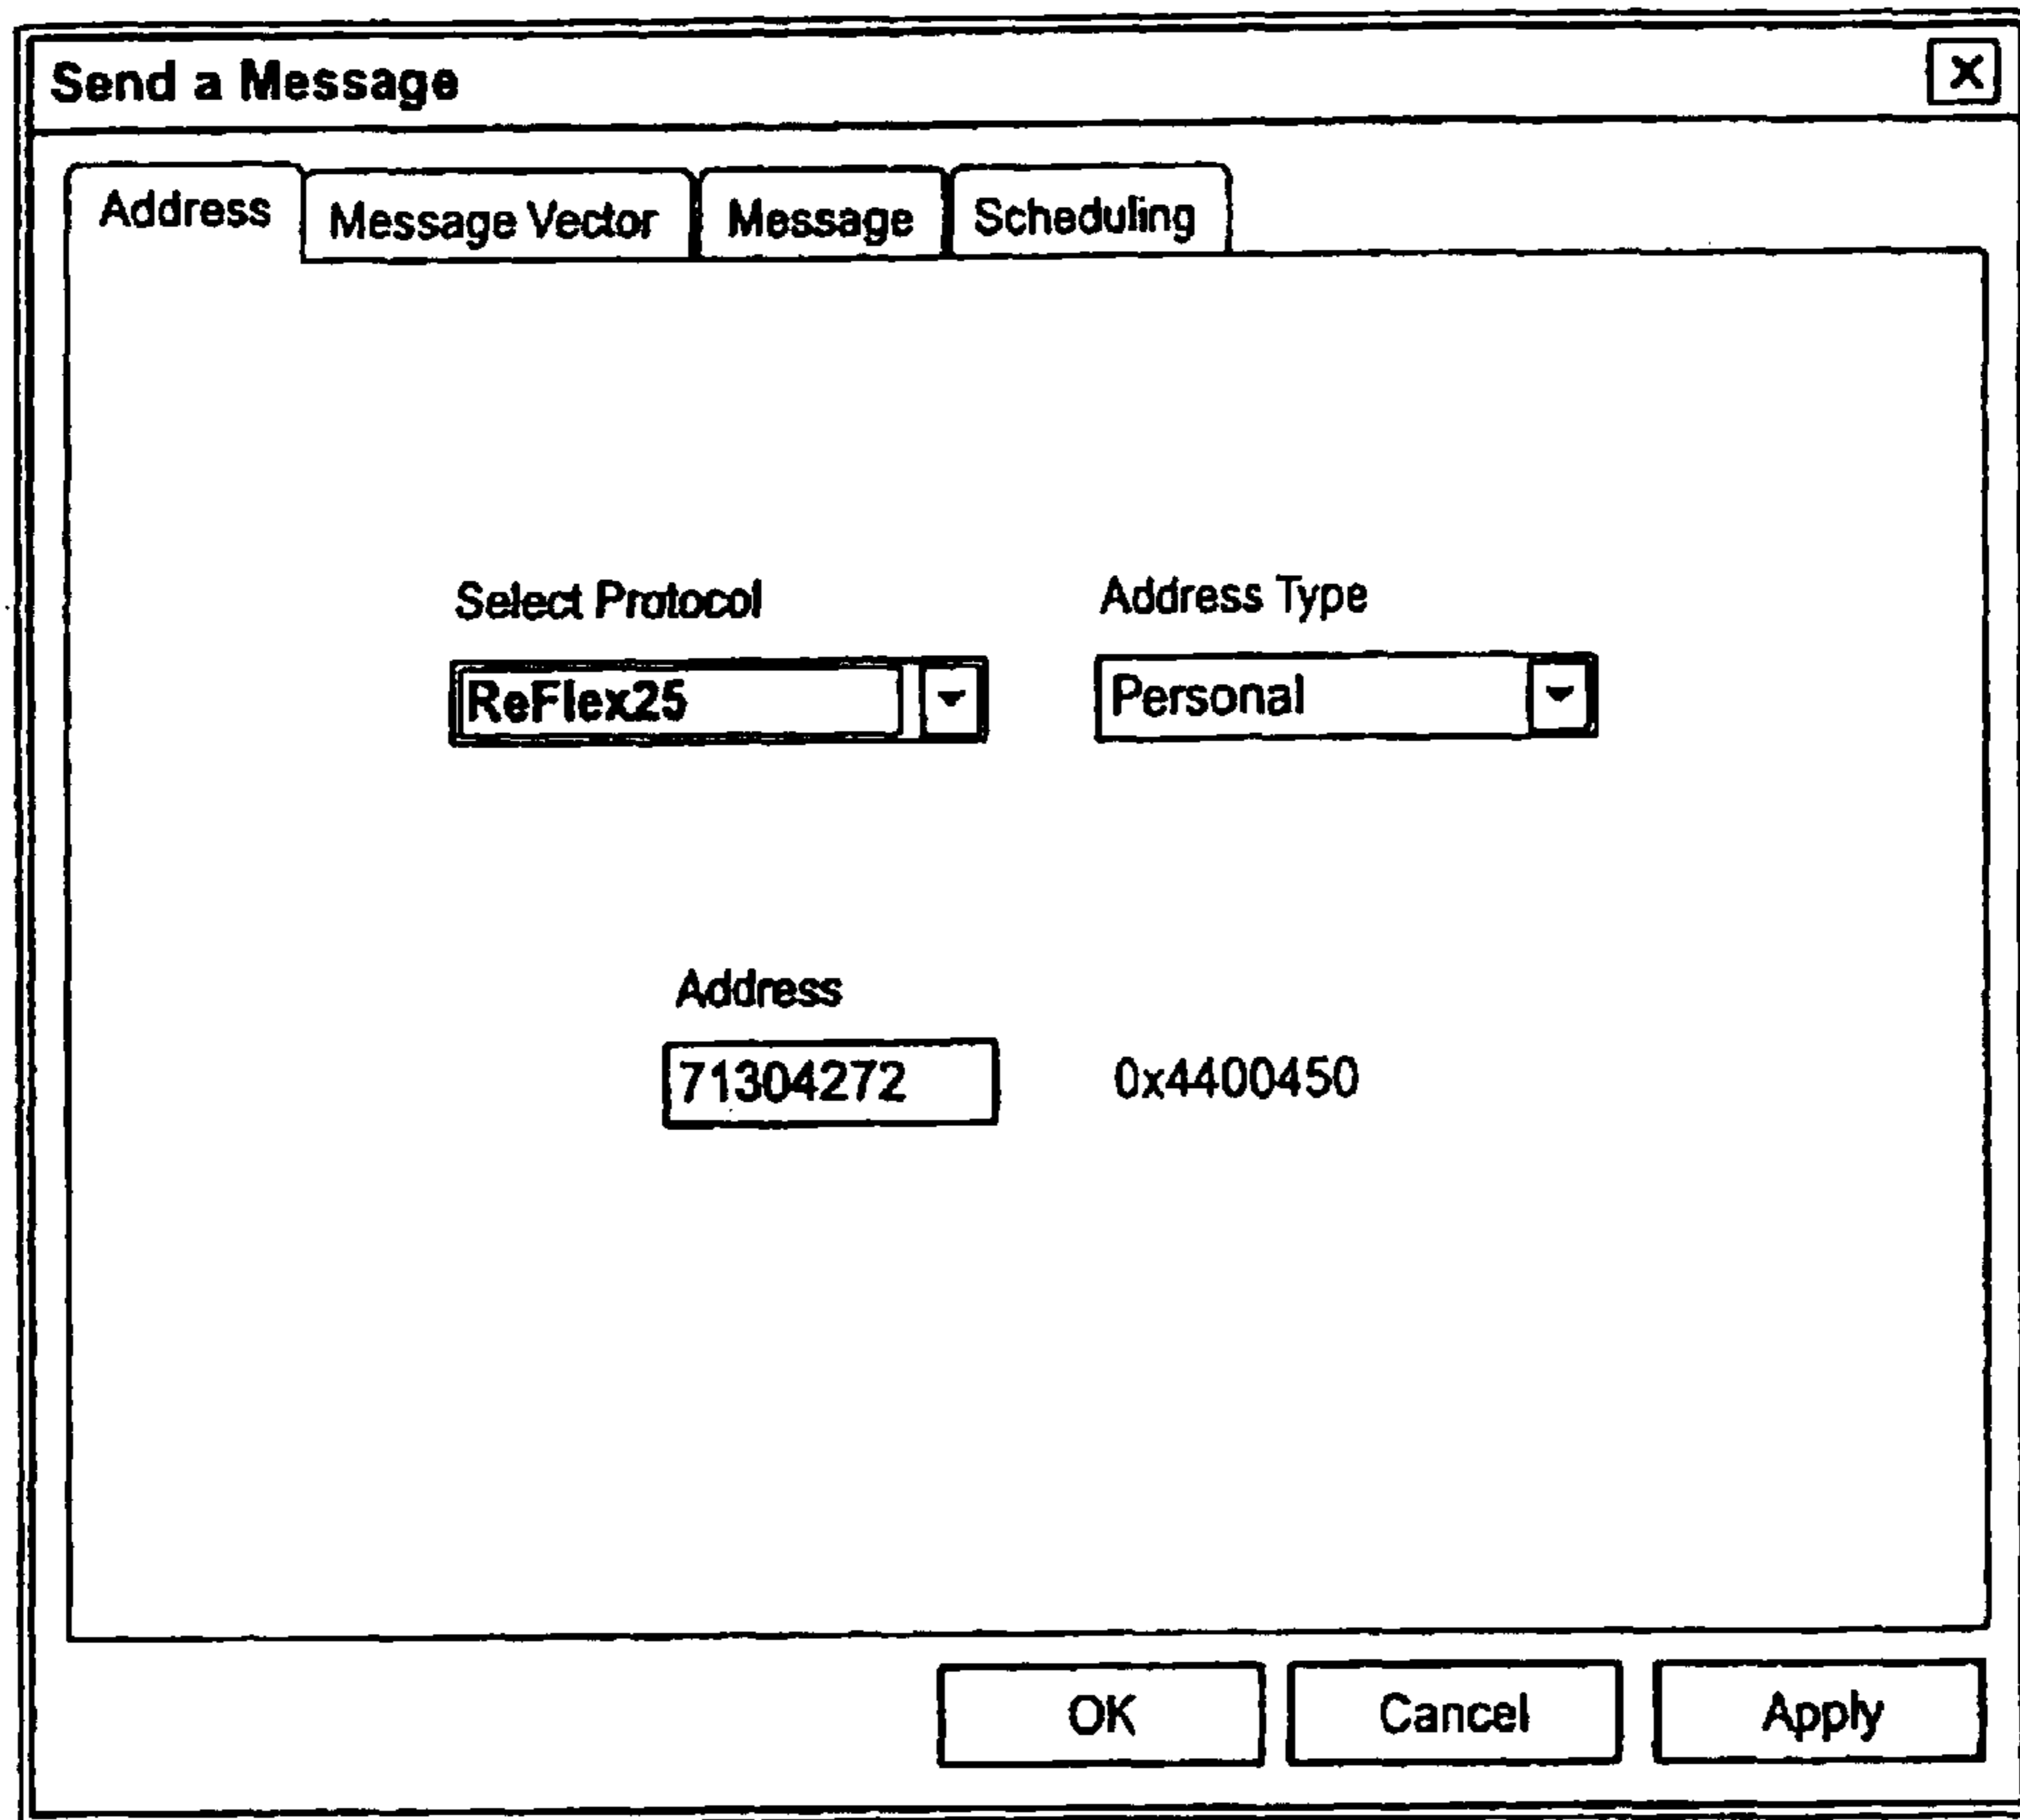 Send a Message X
Address Message Vector Message Scheduling
Select Protocol Address Type
ReFlex25 Personal
Address
71304272 0x4400450
OK Cancel Apply